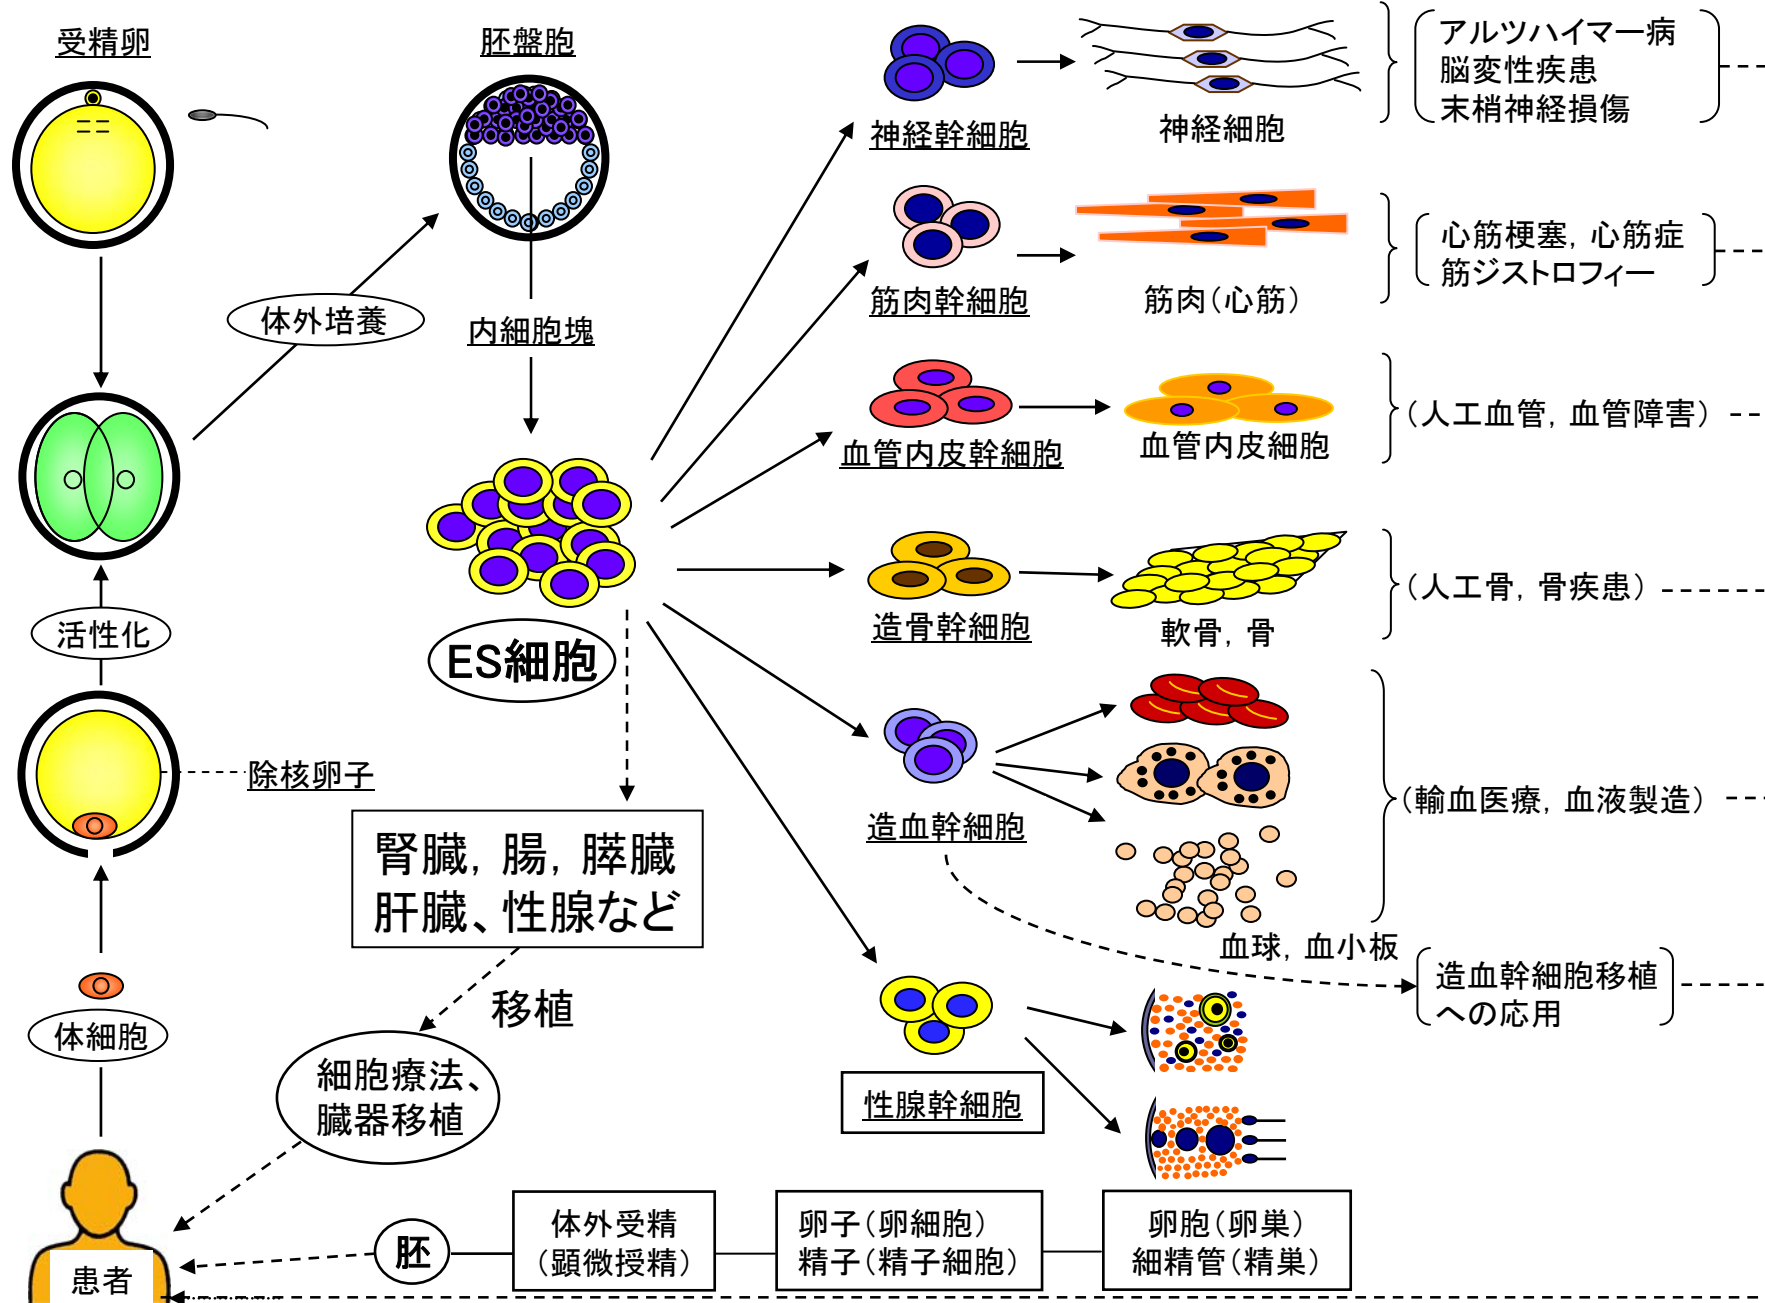 受精卵
胚盤胞
体外培養
内細胞塊
活性化
除核卵子
体細胞
患者
ES細胞
腎臓, 腸, 膵臓
肝臓、性腺など
移植
細胞療法、
臓器移植
神経幹細胞
神経細胞
アルツハイマー病
脳変性疾患
末梢神経損傷
筋肉幹細胞
筋肉(心筋)
心筋梗塞, 心筋症
筋ジストロフィー
血管内皮幹細胞
血管内皮細胞
(人工血管, 血管障害)
造骨幹細胞
軟骨, 骨
(人工骨, 骨疾患)
造血幹細胞
血球, 血小板
(輸血医療, 血液製造)
造血幹細胞移植
への応用
性腺幹細胞
胚
体外受精
(顕微授精)
卵子(卵細胞)
精子(精子細胞)
卵胞(卵巣)
細精管(精巣)